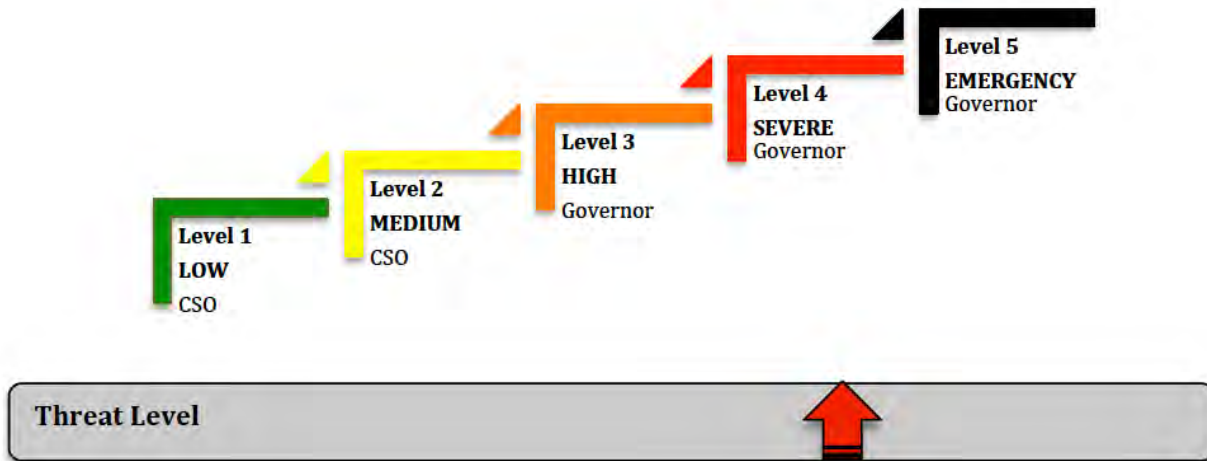 Level 1
LOW
CSO
Level 2
MEDIUM
CSO
Level 3
HIGH
Governor
Level 4
SEVERE
Governor
Level 5
EMERGENCY
Governor
Threat Level